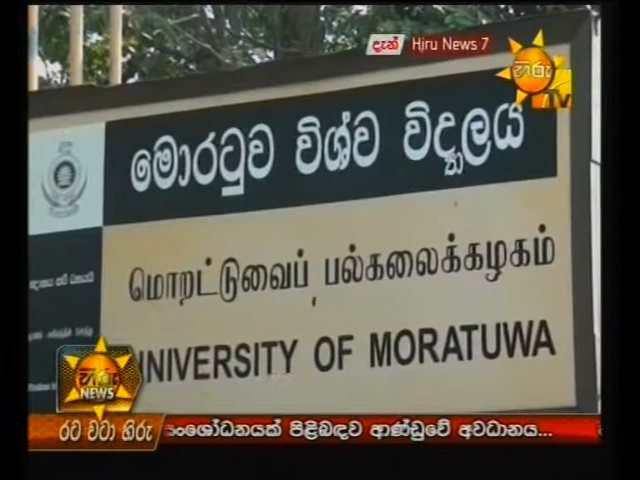 දැන් Hiru News 7
හිරු
TV
මොරටුව විශ්ව විද්‍යාලය
மொறட்டுவைப் பல்கலைக்கழகம்
UNIVERSITY OF MORATUWA
හිරු
NEWS
රට වටා හිරු
සංශෝධනයක් පිළිබඳව ආණ්ඩුවේ අවධානය...